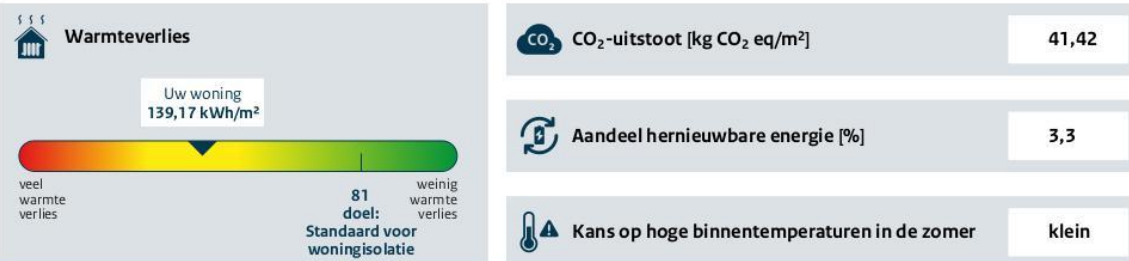 Warmteverlies
Uw woning
139,17 kWh/m²
veel
warmte
verlies
81
doel:
Standaard voor
woningisolatie
weinig
warmte
verlies
CO₂
CO₂-uitstoot [kg CO₂ eq/m²]
41,42
Aandeel hernieuwbare energie [%]
3,3
Kans op hoge binnentemperaturen in de zomer
klein